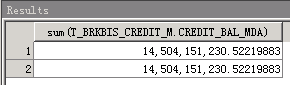 Results
sum(T_BRKBIS_CREDIT_M.CREDIT_BAL_MDA)
1 14,504,151,230.52219883
2 14,504,151,230.52219883